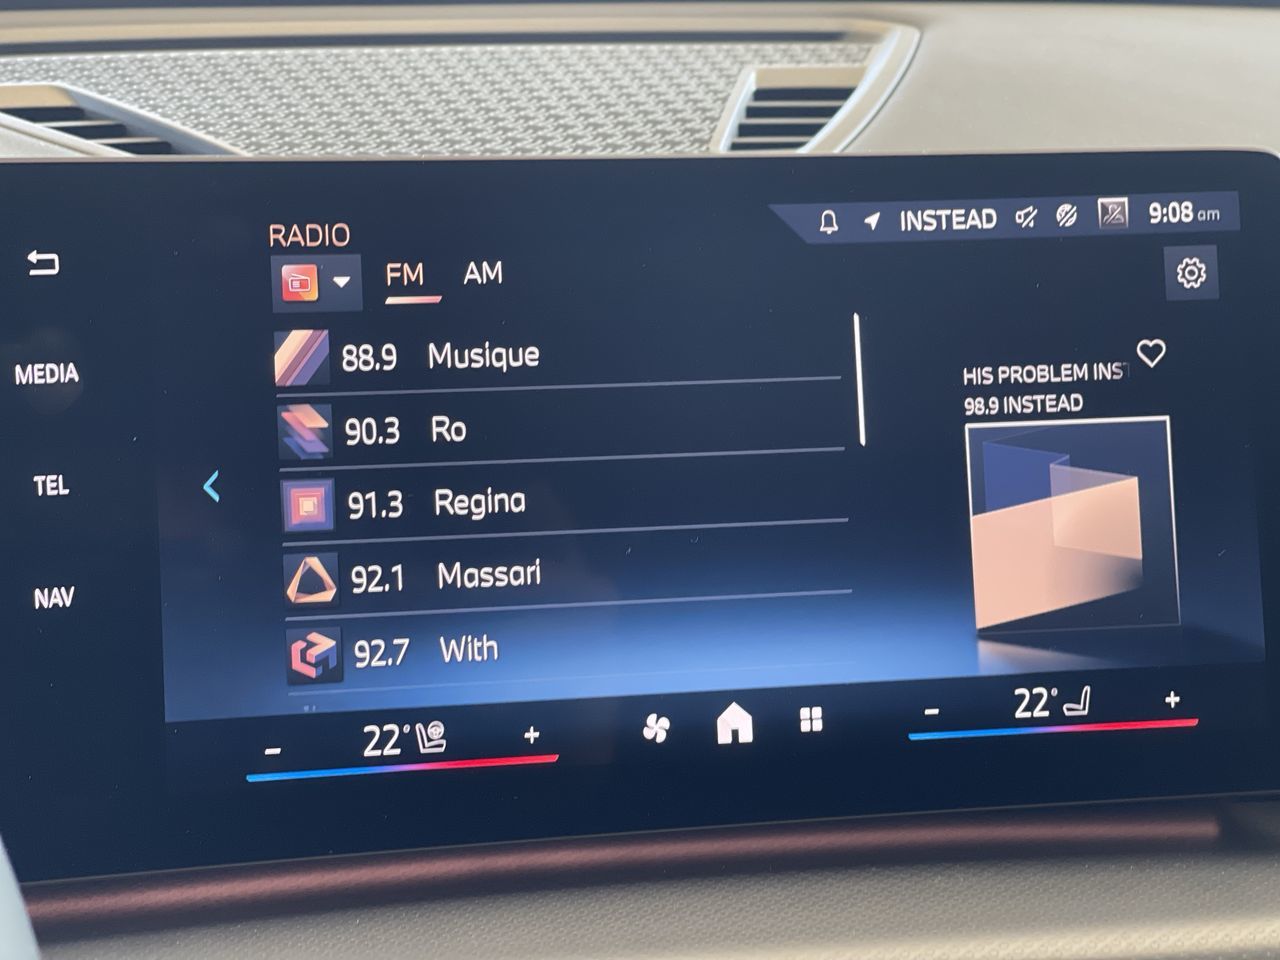 RADIO
INSTEAD
9:08 am
FM AM
MEDIA
TEL
NAV
88.9 Musique
90.3 Ro
91.3 Regina
92.1 Massari
92.7 With
HIS PROBLEM INS
98.9 INSTEAD
- 22° +
- 22° +